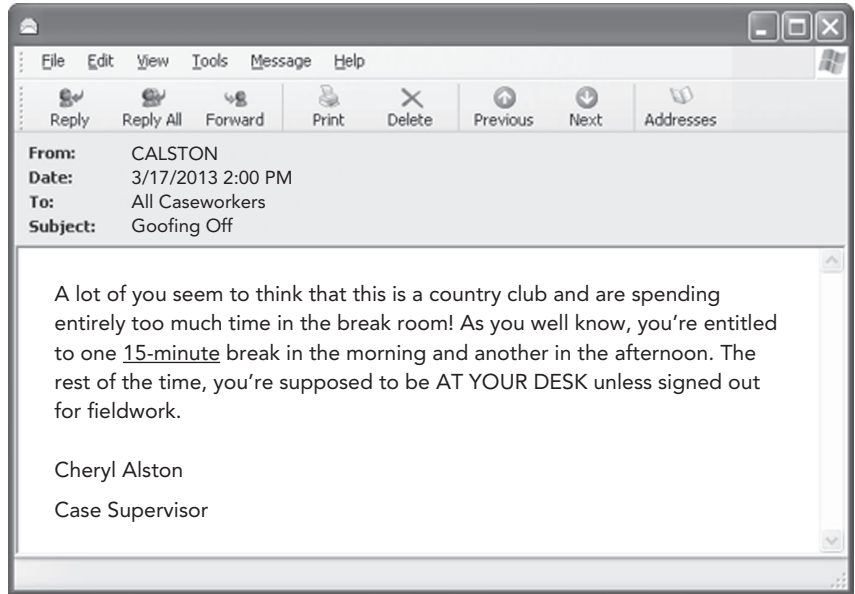 File Edit View Tools Message Help
Reply Reply All Forward Print Delete Previous Next Addresses
From: CALSTON
Date: 3/17/2013 2:00 PM
To: All Caseworkers
Subject: Goofing Off
A lot of you seem to think that this is a country club and are spending
entirely too much time in the break room! As you well know, you’re entitled
to one 15-minute break in the morning and another in the afternoon. The
rest of the time, you’re supposed to be AT YOUR DESK unless signed out
for fieldwork.
Cheryl Alston
Case Supervisor